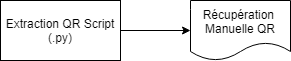 Extraction QR Script
(.py)
Récupération
Manuelle QR